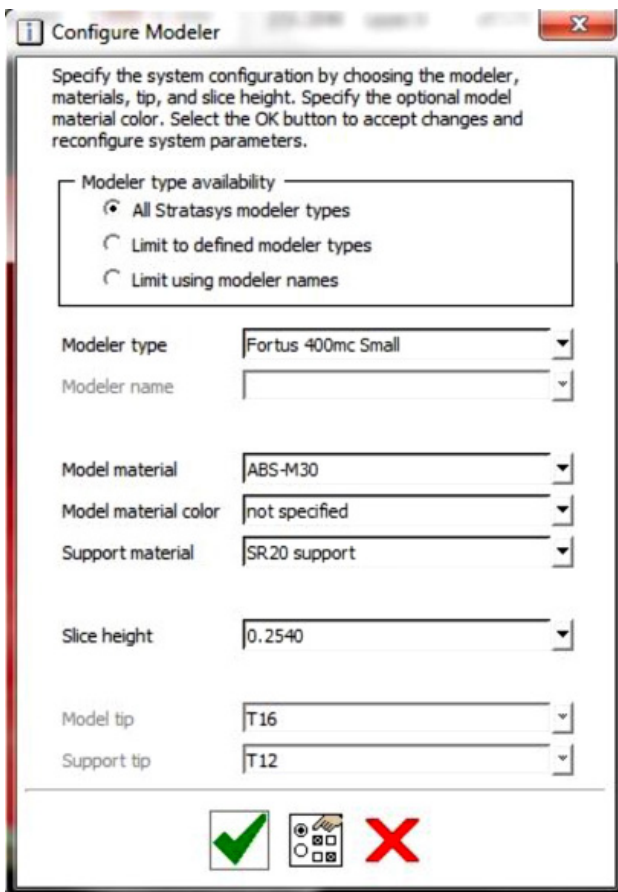 Configure Modeler
Specify the system configuration by choosing the modeler,
materials, tip, and slice height. Specify the optional model
material color. Select the OK button to accept changes and
reconfigure system parameters.
Modeler type availability
All Stratasys modeler types
Limit to defined modeler types
Limit using modeler names
Modeler type Fortus 400mc Small
Modeler name
Model material ABS-M30
Model material color not specified
Support material SR20 support
Slice height 0.2540
Model tip T16
Support tip T12